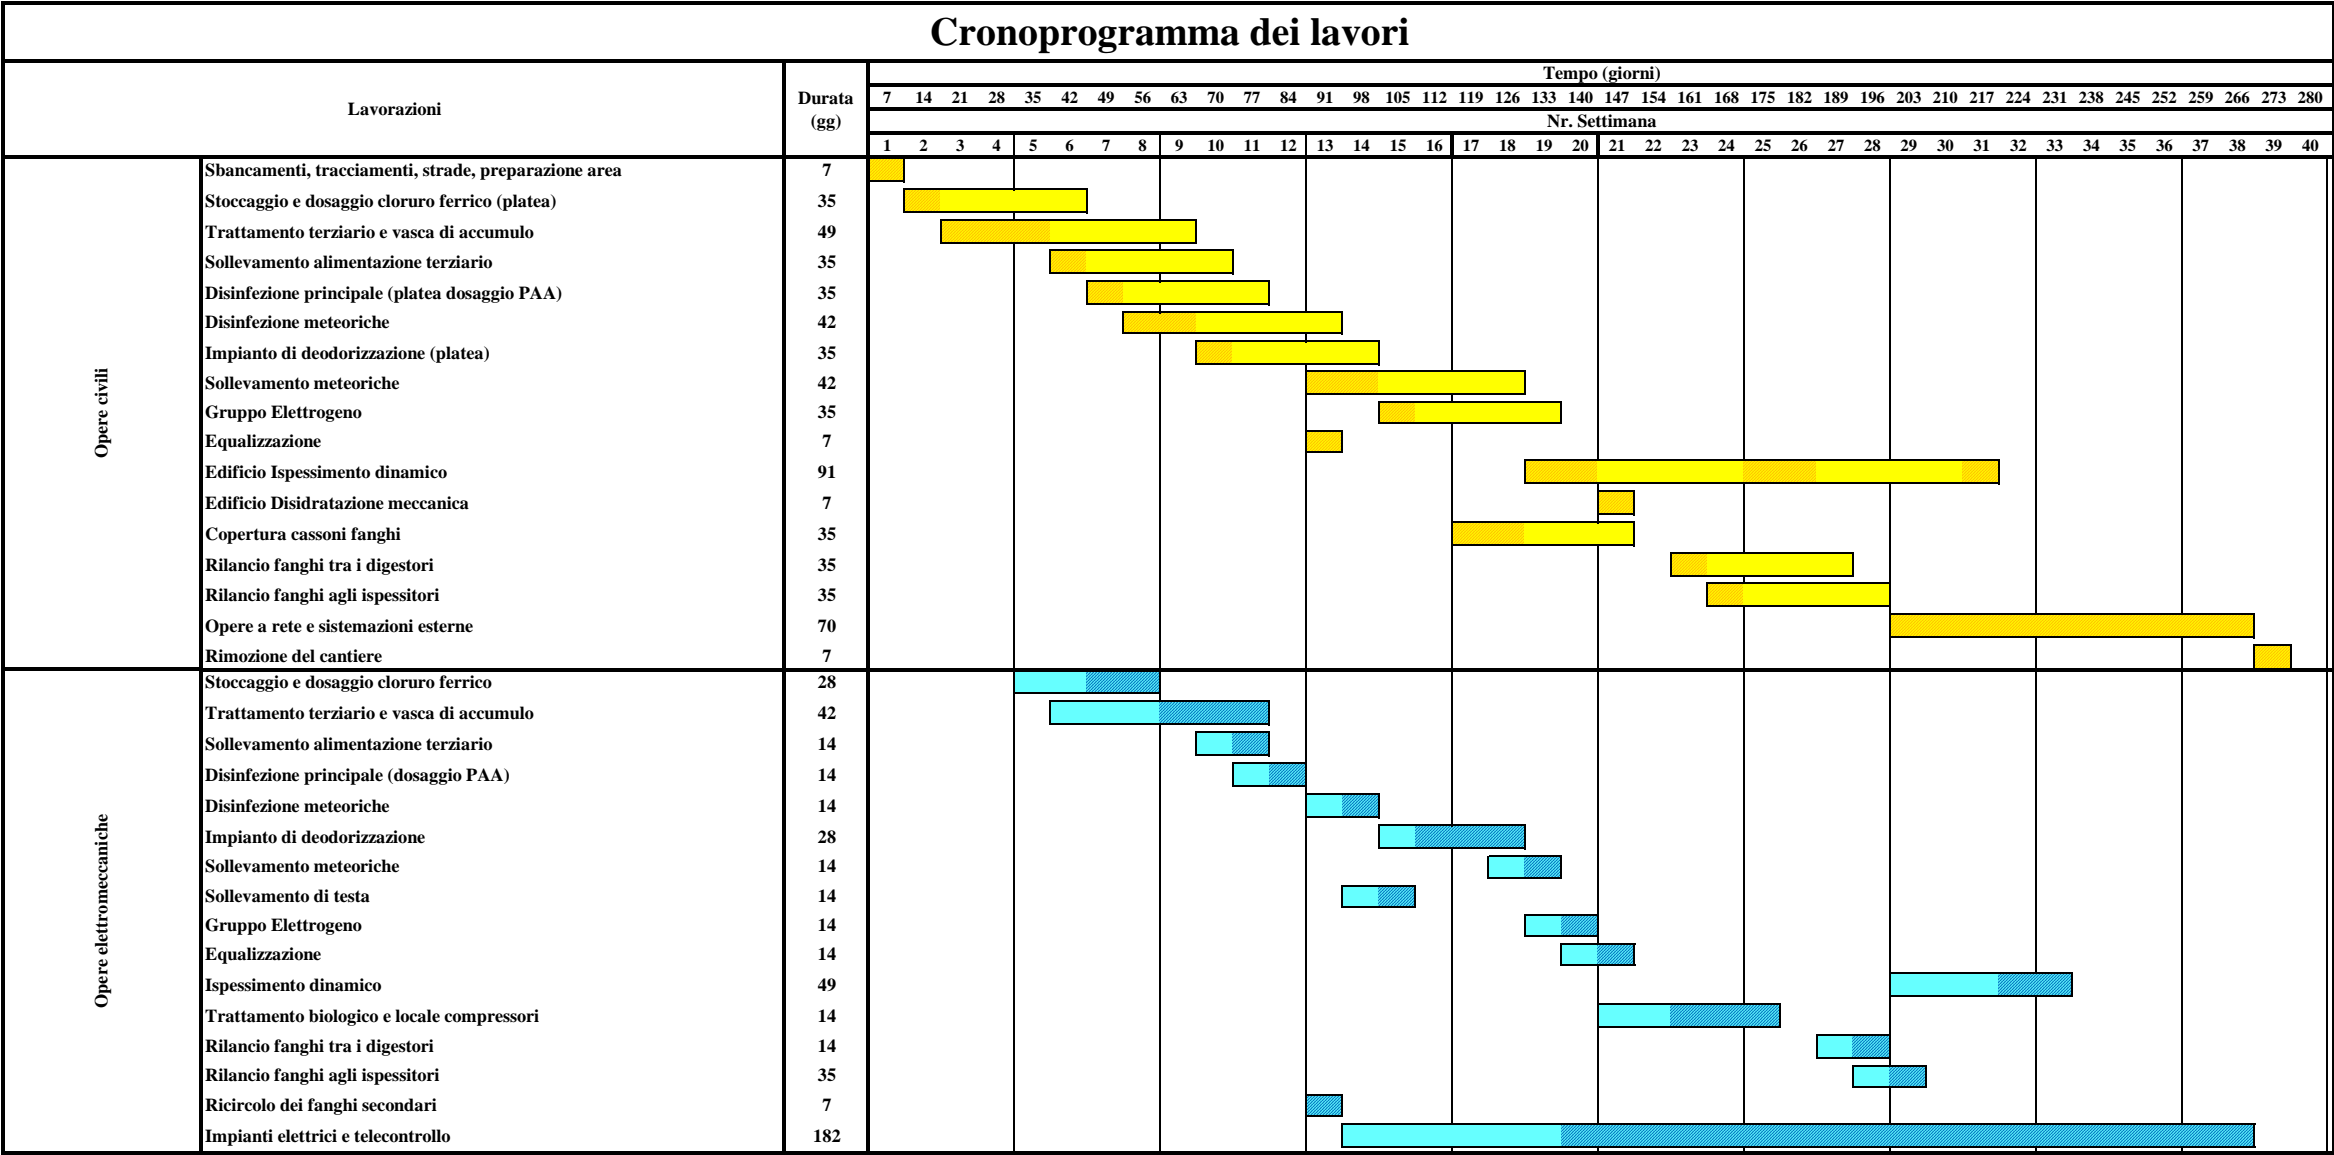 Cronoprogramma dei lavori
Lavorazioni
Durata
(gg)
Tempo (giorni)
7 14 21 28 35 42 49 56 63 70 77 84 91 98 105 112 119 126 133 140 147 154 161 168 175 182 189 196 203 210 217 224 231 238 245 252 259 266 273 280
Nr. Settimana
1 2 3 4 5 6 7 8 9 10 11 12 13 14 15 16 17 18 19 20 21 22 23 24 25 26 27 28 29 30 31 32 33 34 35 36 37 38 39 40
Opere civili
Sbancamenti, tracciamenti, strade, preparazione area 7
Stoccaggio e dosaggio cloruro ferrico (platea) 35
Trattamento terziario e vasca di accumulo 49
Sollevamento alimentazione terziario 35
Disinfezione principale (platea dosaggio PAA) 35
Disinfezione meteoriche 42
Impianto di deodorizzazione (platea) 35
Sollevamento meteoriche 42
Gruppo Elettrogeno 35
Equalizzazione 7
Edificio Ispessimento dinamico 91
Edificio Disidratazione meccanica 7
Copertura cassoni fanghi 35
Rilancio fanghi tra i digestori 35
Rilancio fanghi agli ispessitori 35
Opere a rete e sistemazioni esterne 70
Rimozione del cantiere 7
Opere elettromeccaniche
Stoccaggio e dosaggio cloruro ferrico 28
Trattamento terziario e vasca di accumulo 42
Sollevamento alimentazione terziario 14
Disinfezione principale (dosaggio PAA) 14
Disinfezione meteoriche 14
Impianto di deodorizzazione 28
Sollevamento meteoriche 14
Sollevamento di testa 14
Gruppo Elettrogeno 14
Equalizzazione 14
Ispessimento dinamico 49
Trattamento biologico e locale compressori 14
Rilancio fanghi tra i digestori 14
Rilancio fanghi agli ispessitori 35
Ricircolo dei fanghi secondari 7
Impianti elettrici e telecontrollo 182